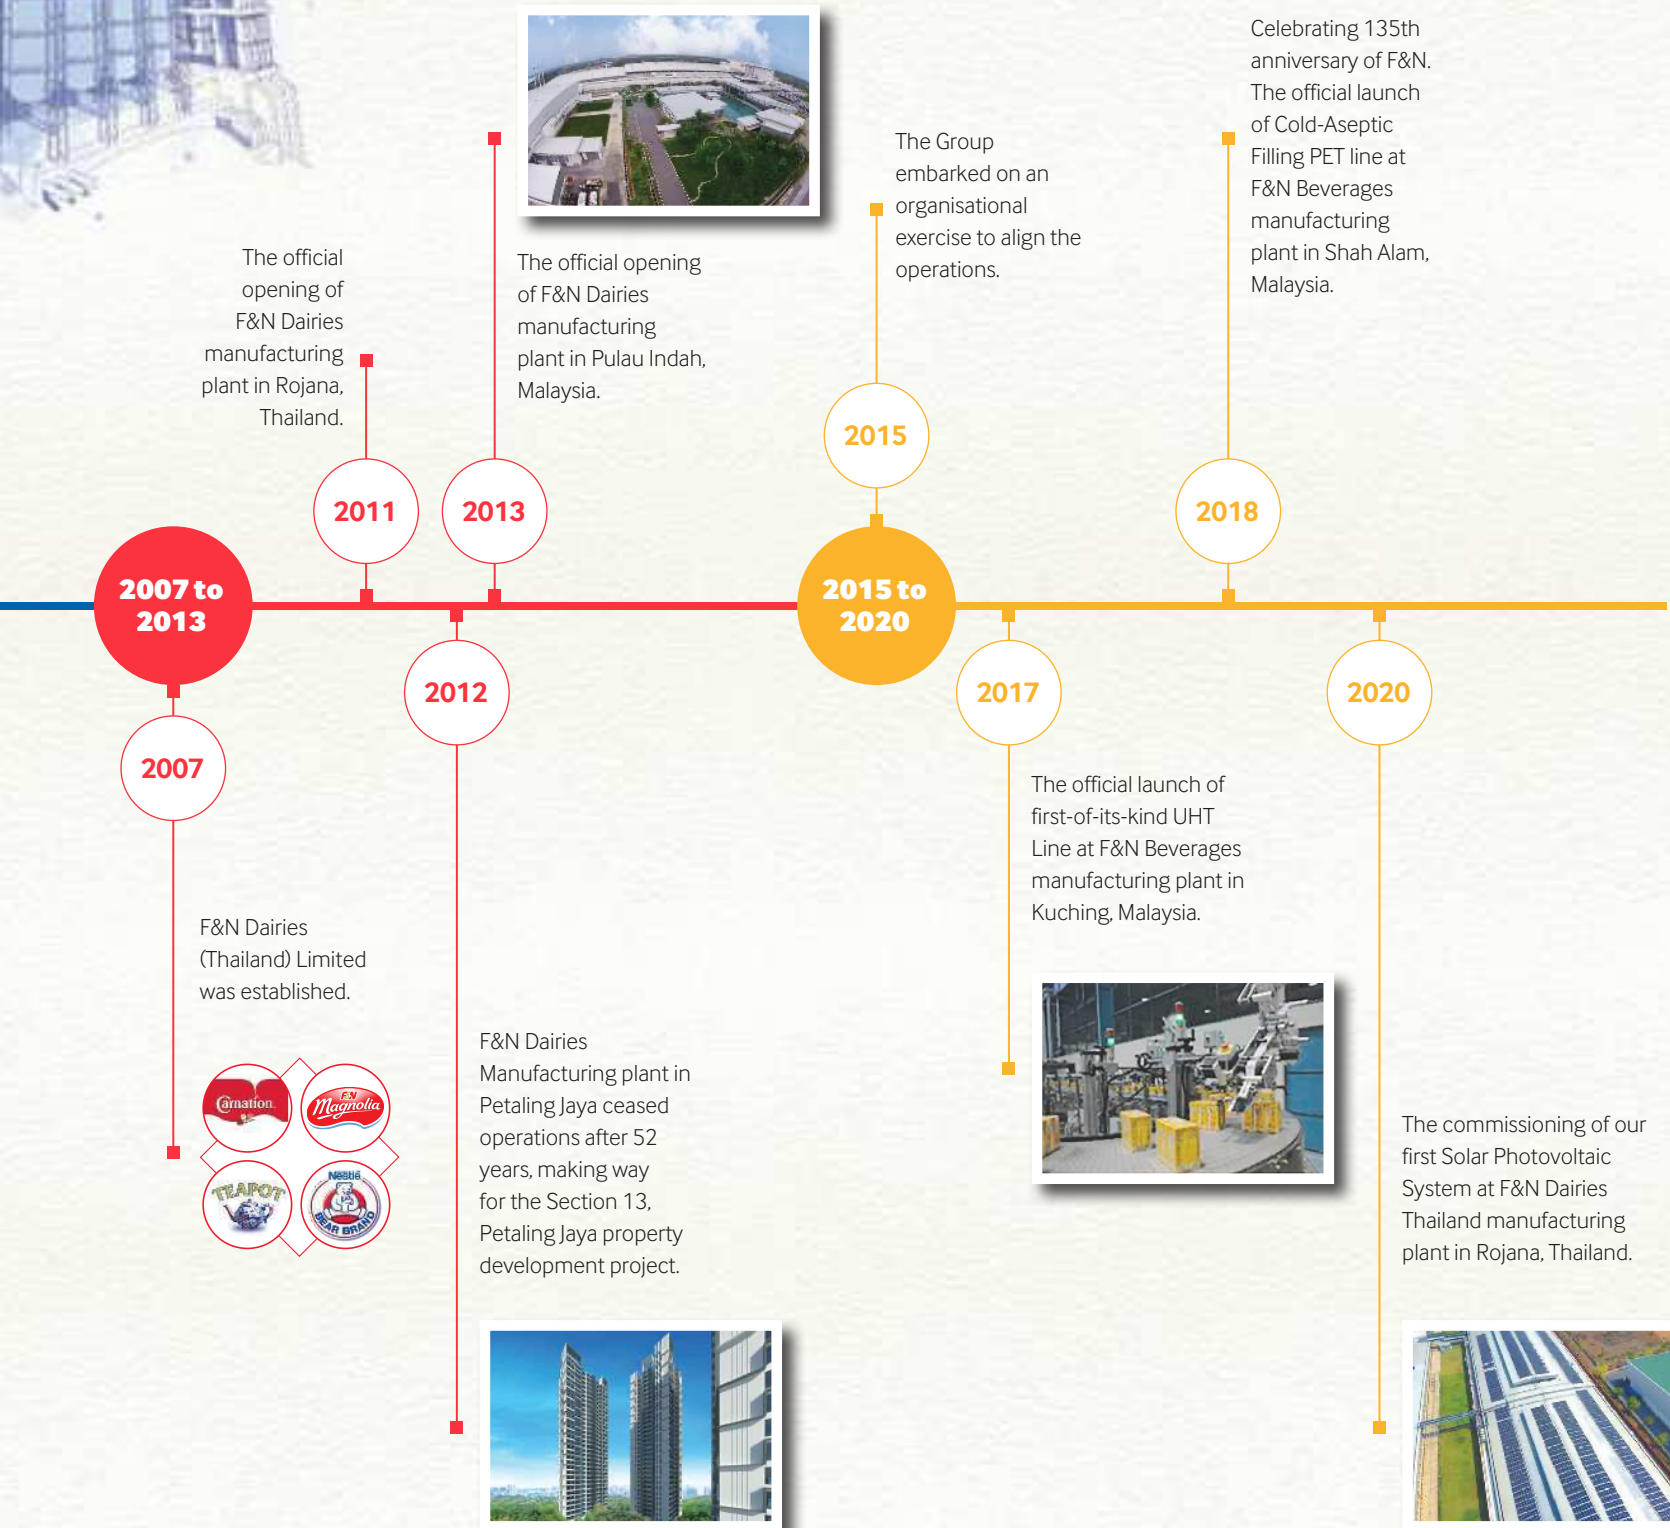 2007 to
2013
2007
F&N Dairies
(Thailand) Limited
was established.
Carnation
F&N
Magnolia
TEAPOT
Nestlé
BEAR BRAND
2011
The official
opening of
F&N Dairies
manufacturing
plant in Rojana,
Thailand.
2012
F&N Dairies
Manufacturing plant in
Petaling Jaya ceased
operations after 52
years, making way
for the Section 13,
Petaling Jaya property
development project.
2013
The official opening
of F&N Dairies
manufacturing
plant in Pulau Indah,
Malaysia.
2015 to
2020
2015
The Group
embarked on an
organisational
exercise to align the
operations.
2017
The official launch of
first-of-its-kind UHT
Line at F&N Beverages
manufacturing plant in
Kuching, Malaysia.
2018
Celebrating 135th
anniversary of F&N.
The official launch
of Cold-Aseptic
Filling PET line at
F&N Beverages
manufacturing
plant in Shah Alam,
Malaysia.
2020
The commissioning of our
first Solar Photovoltaic
System at F&N Dairies
Thailand manufacturing
plant in Rojana, Thailand.